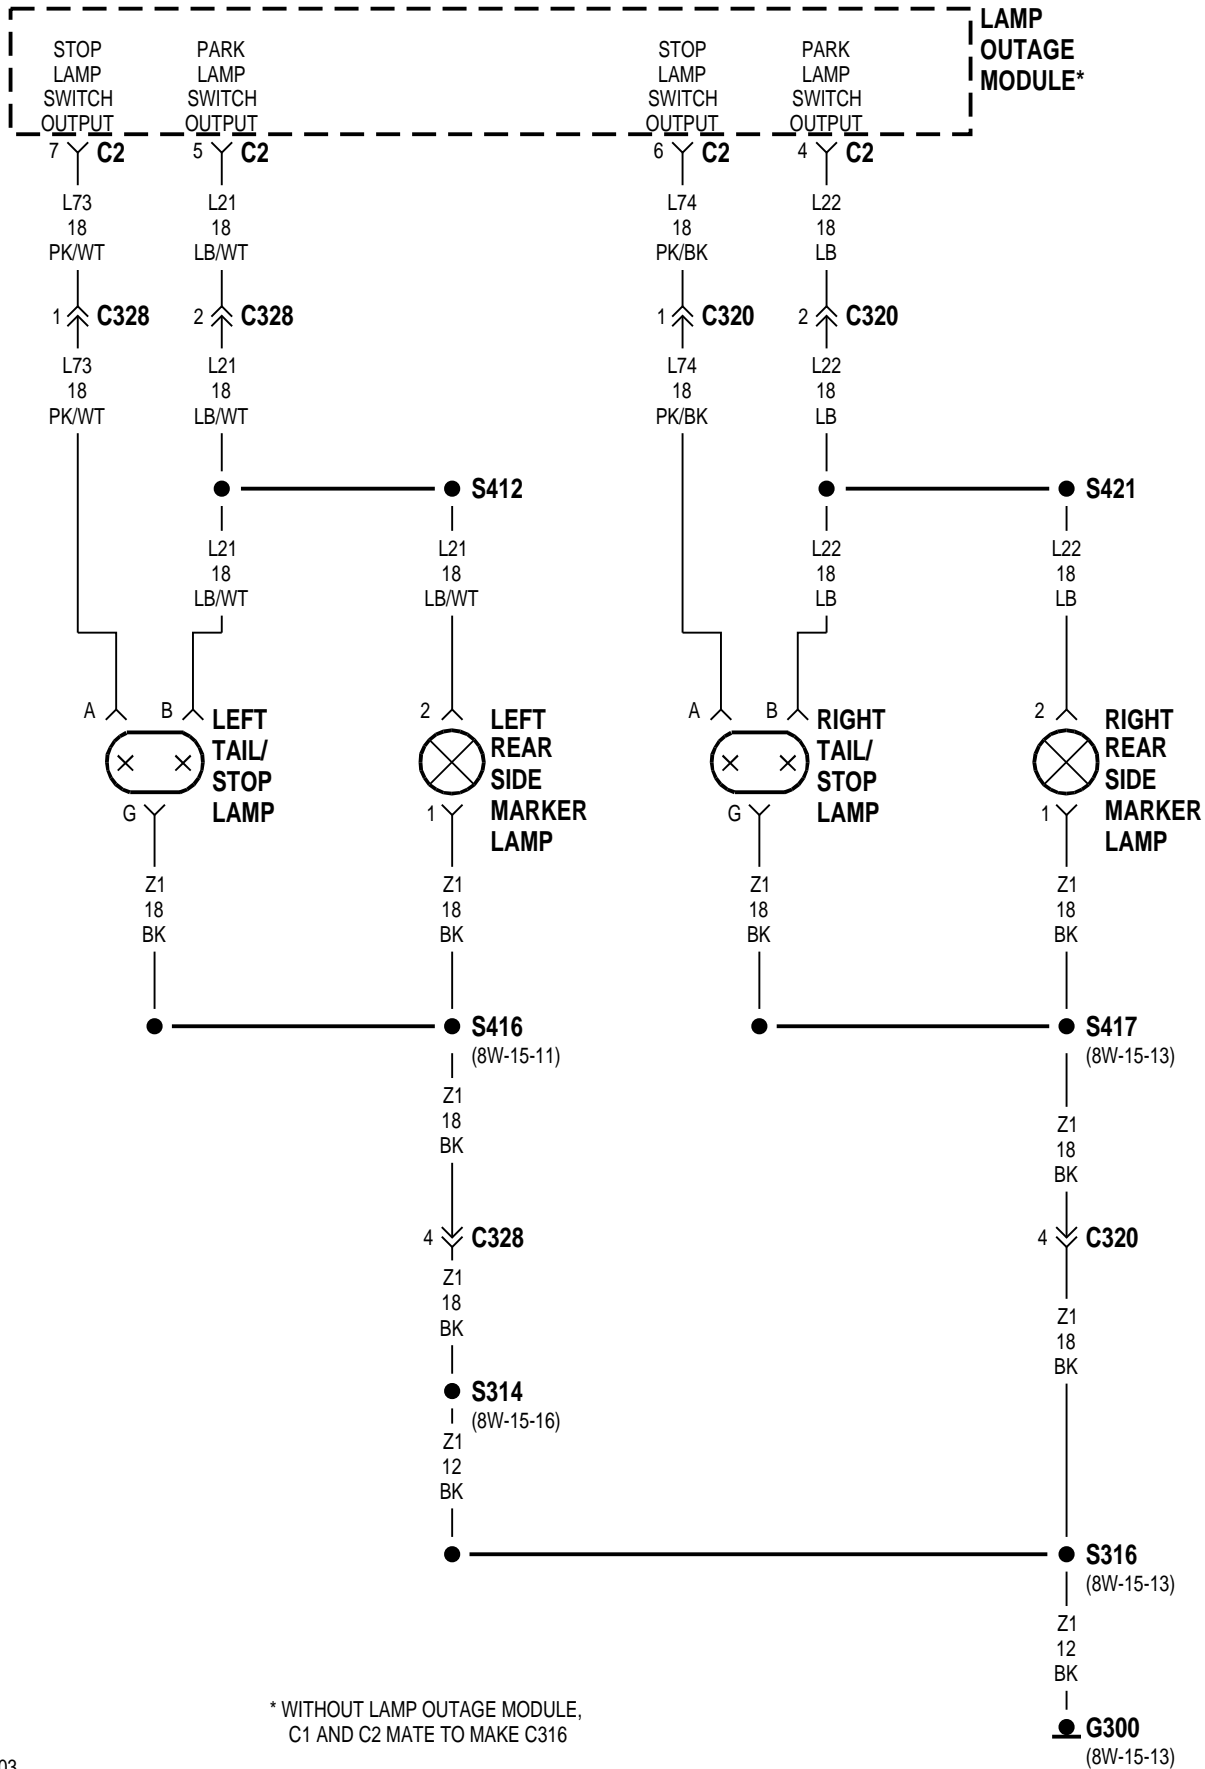 LAMP
OUTAGE
MODULE*
STOP
LAMP
SWITCH
OUTPUT
PARK
LAMP
SWITCH
OUTPUT
STOP
LAMP
SWITCH
OUTPUT
PARK
LAMP
SWITCH
OUTPUT
7 C2
5 C2
6 C2
4 C2
L73
18
PK/WT
L21
18
LB/WT
L74
18
PK/BK
L22
18
LB
1 C328
2 C328
1 C320
2 C320
L73
18
PK/WT
L21
18
LB/WT
L74
18
PK/BK
L22
18
LB
S412
S421
L21
18
LB/WT
L21
18
LB/WT
L22
18
LB
L22
18
LB
A
B
LEFT
TAIL/
STOP
LAMP
G
2
LEFT
REAR
SIDE
MARKER
LAMP
1
A
B
RIGHT
TAIL/
STOP
LAMP
G
2
RIGHT
REAR
SIDE
MARKER
LAMP
1
Z1
18
BK
Z1
18
BK
Z1
18
BK
Z1
18
BK
S416
(8W-15-11)
S417
(8W-15-13)
Z1
18
BK
Z1
18
BK
4 C328
4 C320
Z1
18
BK
Z1
18
BK
S314
(8W-15-16)
Z1
12
BK
S316
(8W-15-13)
Z1
12
BK
G300
(8W-15-13)
* WITHOUT LAMP OUTAGE MODULE,
C1 AND C2 MATE TO MAKE C316